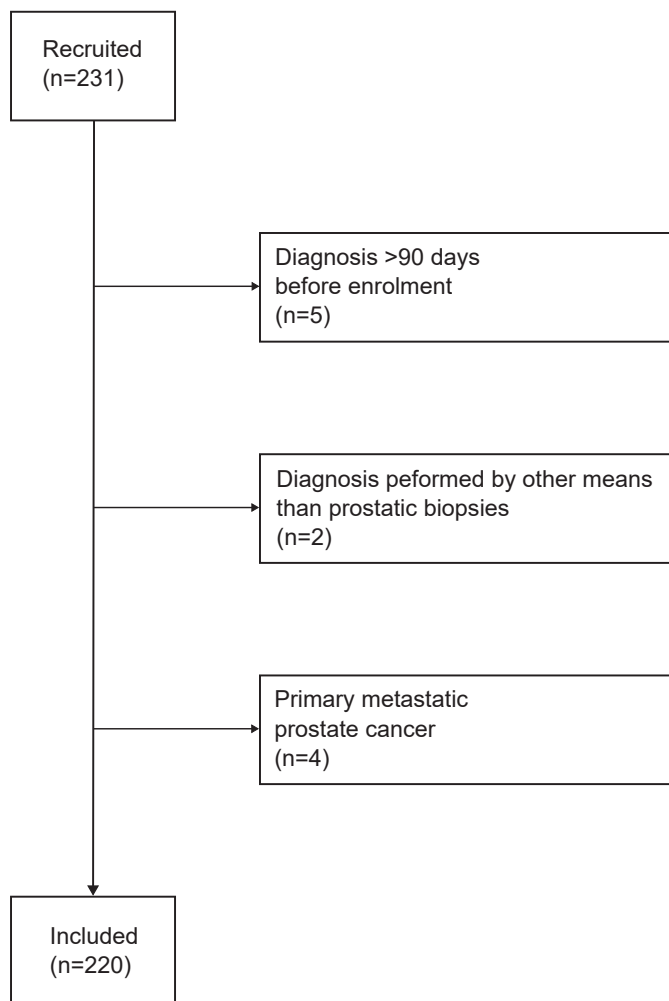 Recruited
(n=231)
Diagnosis >90 days
before enrolment
(n=5)
Diagnosis peformed by other means
than prostatic biopsies
(n=2)
Primary metastatic
prostate cancer
(n=4)
Included
(n=220)